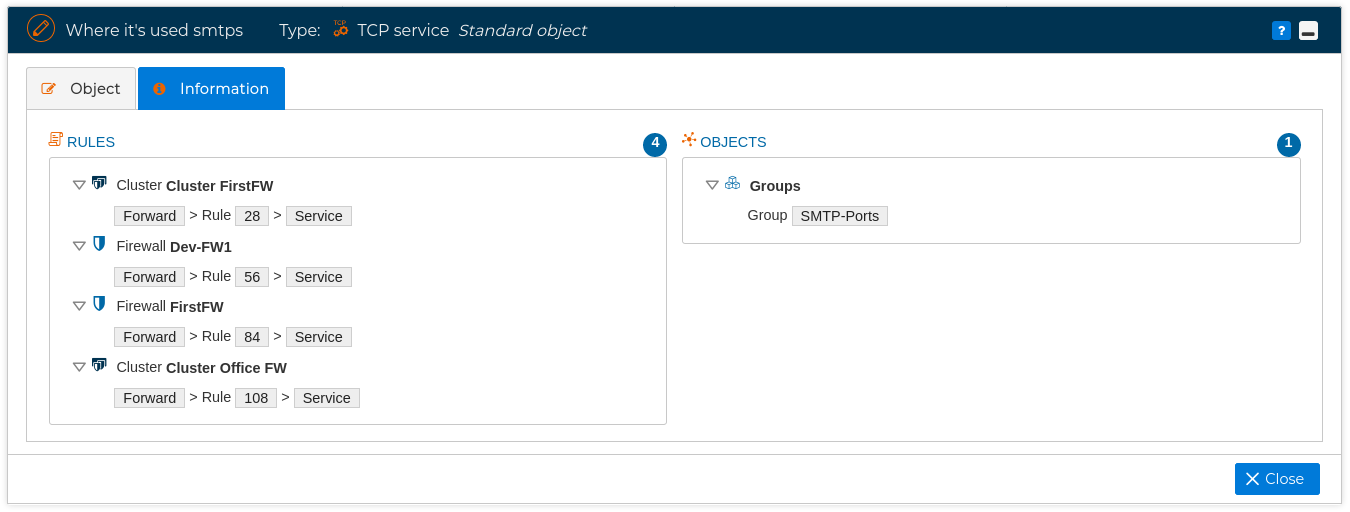 Where it's used smtps Type: TCP TCP service Standard object ?
Object Information
RULES 4
Cluster Cluster FirstFW
Forward > Rule 28 > Service
Firewall Dev-FW1
Forward > Rule 56 > Service
Firewall FirstFW
Forward > Rule 84 > Service
Cluster Cluster Office FW
Forward > Rule 108 > Service
OBJECTS 1
Groups
Group SMTP-Ports
Close